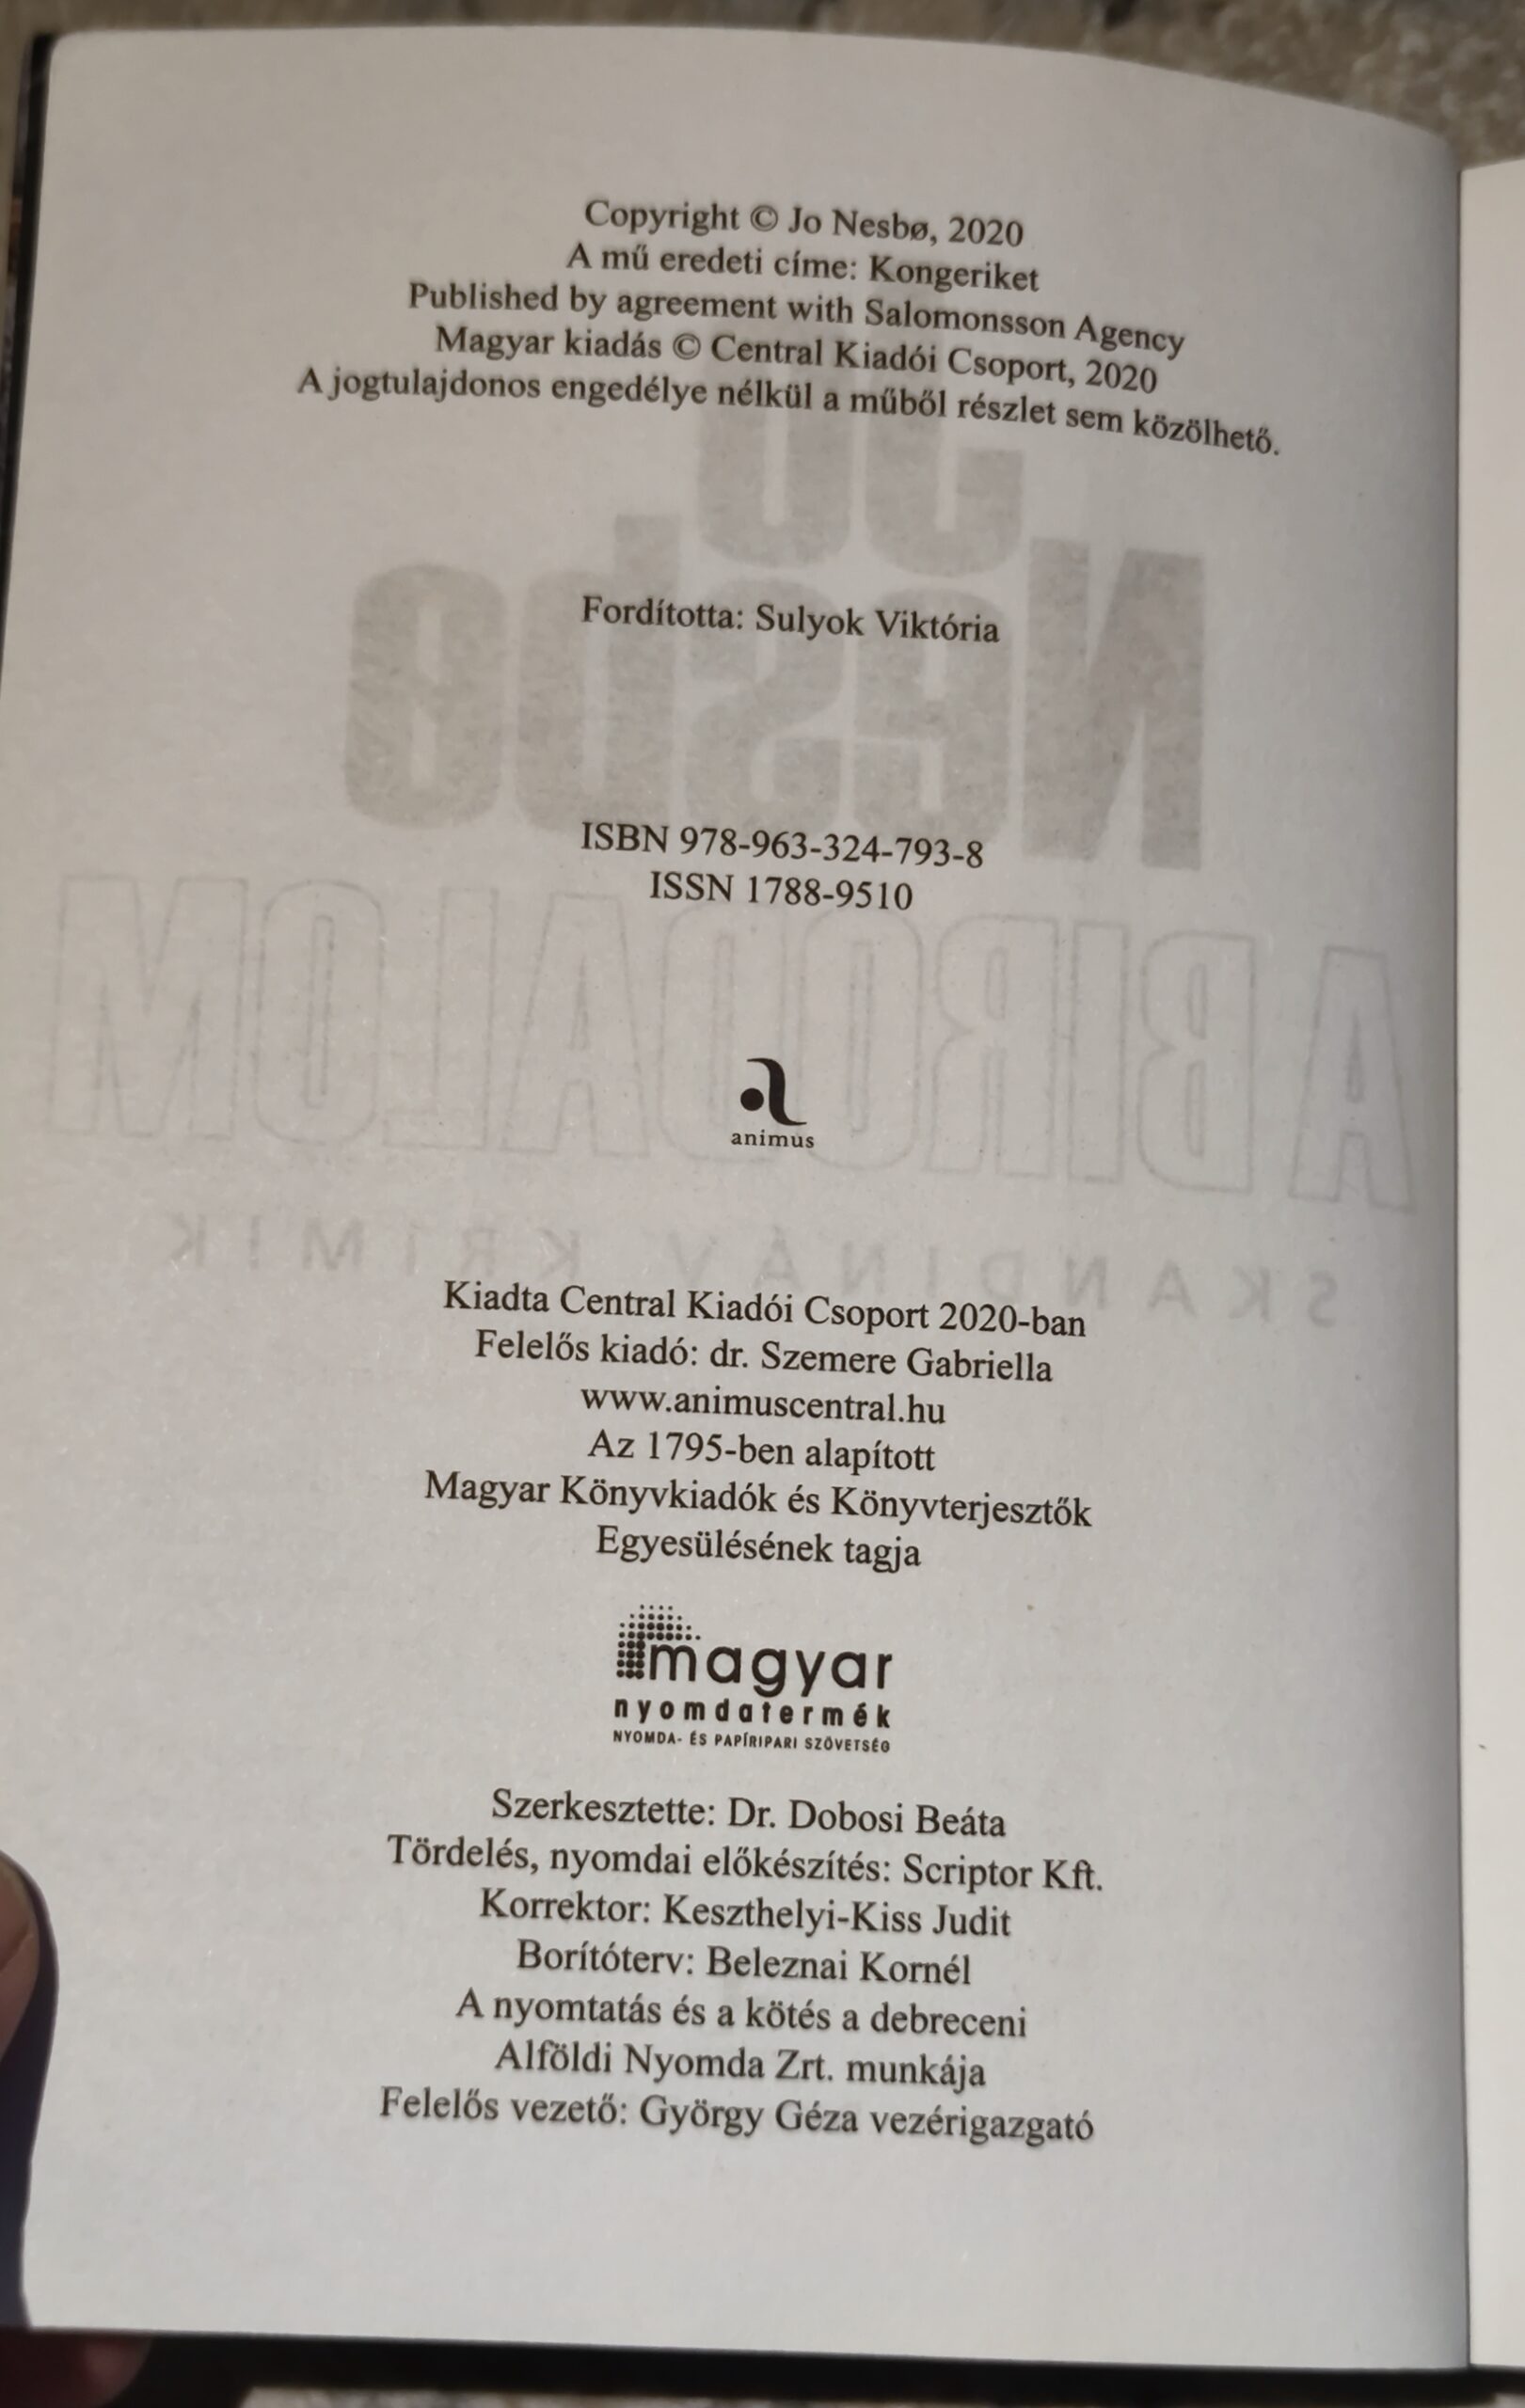 Copyright © Jo Nesbø, 2020
A mű eredeti címe: Kongeriket
Published by agreement with Salomonsson Agency
Magyar kiadás © Central Kiadói Csoport, 2020
A jogtulajdonos engedélye nélkül a műből részlet sem közölhető.
Jo
Nesbø
Fordította: Sulyok Viktória
ISBN 978-963-324-793-8
ISSN 1788-9510
A BIRODALOM
animus
SKANDINÁV KRIMIK
Kiadta Central Kiadói Csoport 2020-ban
Felelős kiadó: dr. Szemere Gabriella
www.animuscentral.hu
Az 1795-ben alapított
Magyar Könyvkiadók és Könyvterjesztők
Egyesülésének tagja
magyar
nyomdatermék
NYOMDA- ÉS PAPÍRIPARI SZÖVETSÉG
Szerkesztette: Dr. Dobosi Beáta
Tördelés, nyomdai előkészítés: Scriptor Kft.
Korrektor: Keszthelyi-Kiss Judit
Borítóterv: Beleznai Kornél
A nyomtatás és a kötés a debreceni
Alföldi Nyomda Zrt. munkája
Felelős vezető: György Géza vezérigazgató